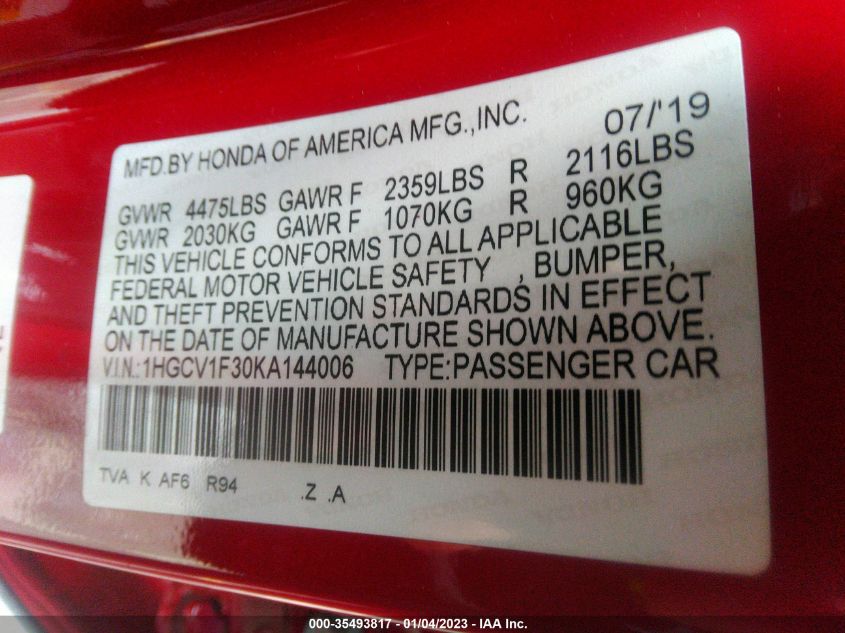 07/'19
MFD.BY HONDA OF AMERICA MFG.,INC.
GVWR 4475LBS GAWR F 2359LBS R 2116LBS
GVWR 2030KG GAWR F 1070KG R 960KG
THIS VEHICLE CONFORMS TO ALL APPLICABLE
FEDERAL MOTOR VEHICLE SAFETY , BUMPER,
AND THEFT PREVENTION STANDARDS IN EFFECT
ON THE DATE OF MANUFACTURE SHOWN ABOVE.
V.I.N.:1HGCV1F30KA144006 TYPE:PASSENGER CAR
TVA K AF6 R94 .Z .A
000-35493817 - 01/04/2023 - IAA Inc.